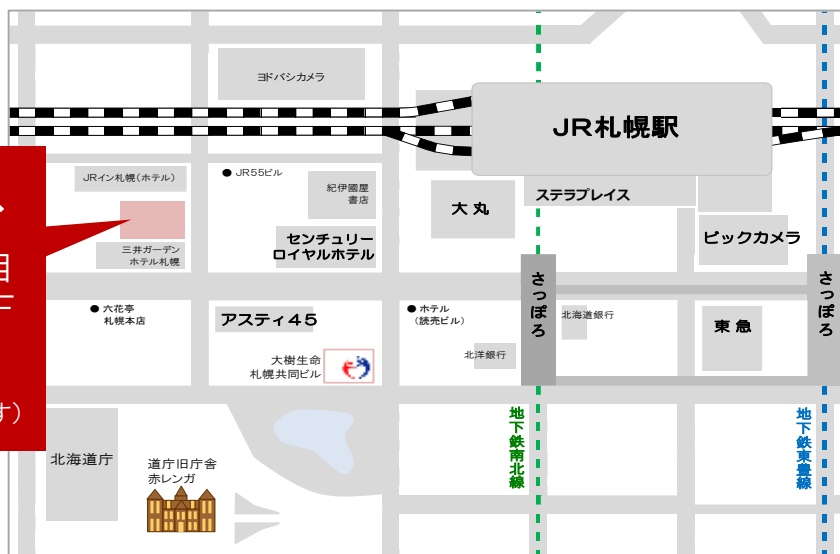 ヨドバシカメラ
JR札幌駅
JRイン札幌(ホテル)
● JR55ビル
紀伊國屋
書店
大丸
ステラプレイス
三井ガーデン
ホテル札幌
センチュリー
ロイヤルホテル
ビックカメラ
さっぽろ
さっぽろ
● 六花亭
札幌本店
アスティ45
● ホテル
(読売ビル)
北海道銀行
東急
北洋銀行
大樹生命
札幌共同ビル
す)
地下鉄南北線
地下鉄東豊線
北海道庁
道庁旧庁舎
赤レンガ